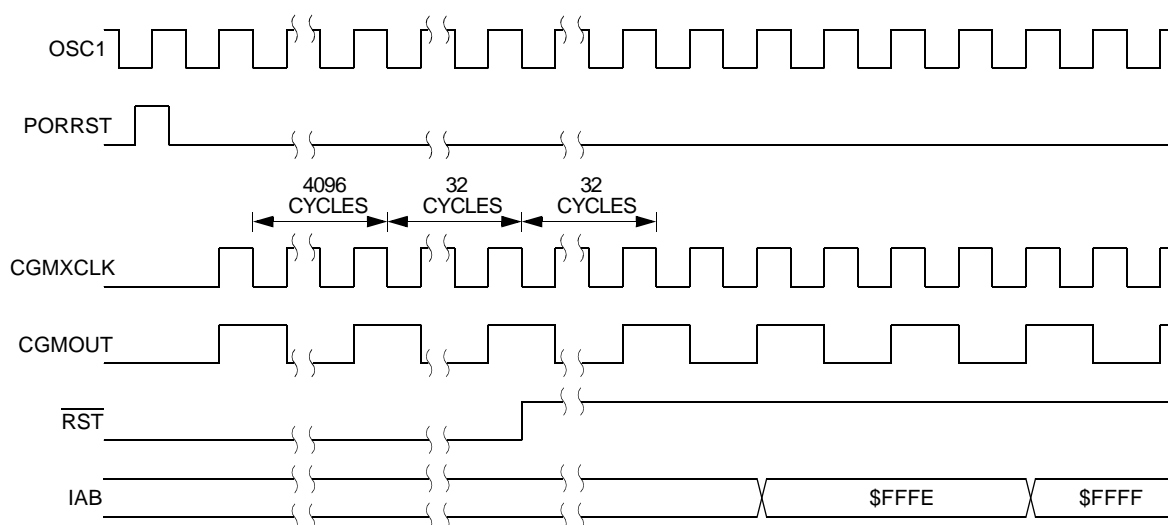 OSC1
PORRST
4096
CYCLES
32
CYCLES
32
CYCLES
CGMXCLK
CGMOUT
RST
IAB
$FFFE
$FFFF